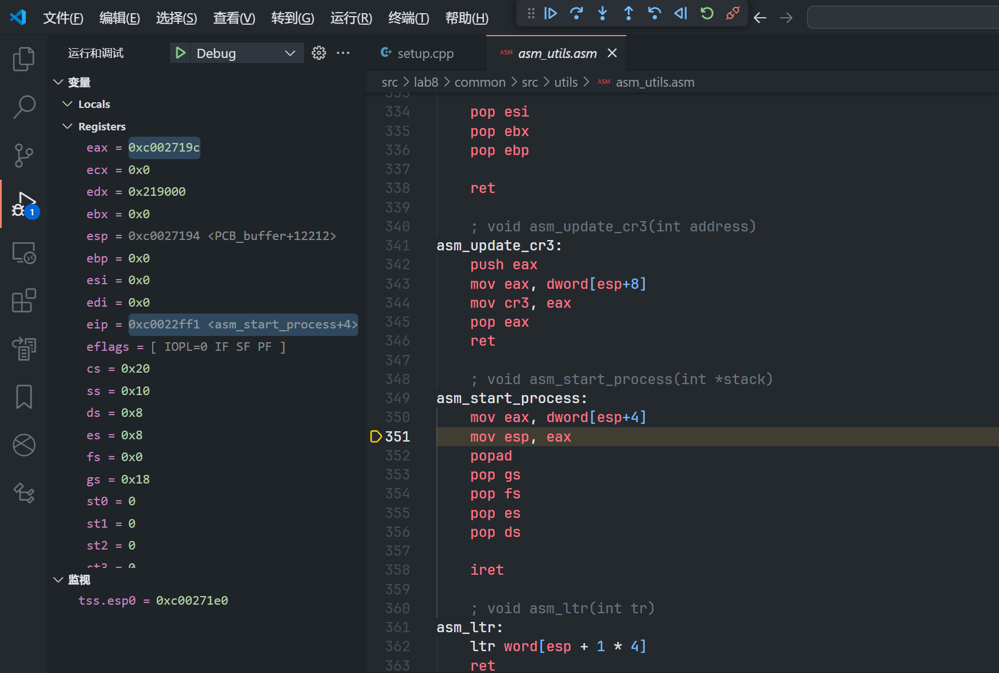 文件(F) 编辑(E) 选择(S) 查看(V) 转到(G) 运行(R) 终端(T) 帮助(H)
运行和调试 Debug
变量
Locals
Registers
eax = 0xc002719c
ecx = 0x0
edx = 0x219000
ebx = 0x0
esp = 0xc0027194 <PCB_buffer+12212>
ebp = 0x0
esi = 0x0
edi = 0x0
eip = 0xc0022ff1 <asm_start_process+4>
eflags = [ IOPL=0 IF SF PF ]
cs = 0x20
ss = 0x10
ds = 0x8
es = 0x8
fs = 0x0
gs = 0x18
st0 = 0
st1 = 0
st2 = 0
st3 = 0
监视
tss.esp0 = 0xc00271e0
1
setup.cpp
ASM asm_utils.asm
src > lab8 > common > src > utils > ASM asm_utils.asm
333
334 pop esi
335 pop ebx
336 pop ebp
337
338 ret
339
340 ; void asm_update_cr3(int address)
341 asm_update_cr3:
342 push eax
343 mov eax, dword[esp+8]
344 mov cr3, eax
345 pop eax
346 ret
347
348 ; void asm_start_process(int *stack)
349 asm_start_process:
350 mov eax, dword[esp+4]
351 mov esp, eax
352 popad
353 pop gs
354 pop fs
355 pop es
356 pop ds
357
358 iret
359
360 ; void asm_ltr(int tr)
361 asm_ltr:
362 ltr word[esp + 1 * 4]
363 ret